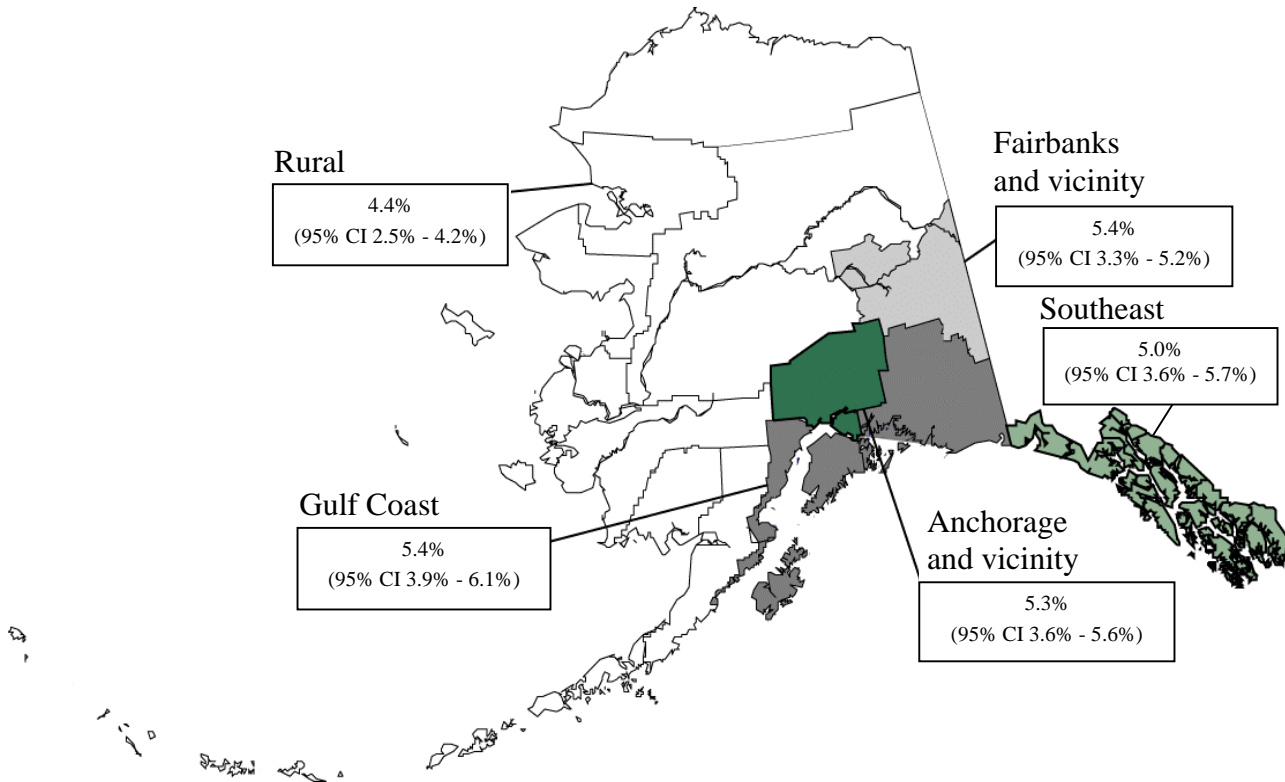 Rural
4.4%
(95% CI 2.5% - 4.2%)
Fairbanks
and vicinity
5.4%
(95% CI 3.3% - 5.2%)
Southeast
5.0%
(95% CI 3.6% - 5.7%)
Gulf Coast
5.4%
(95% CI 3.9% - 6.1%)
Anchorage
and vicinity
5.3%
(95% CI 3.6% - 5.6%)